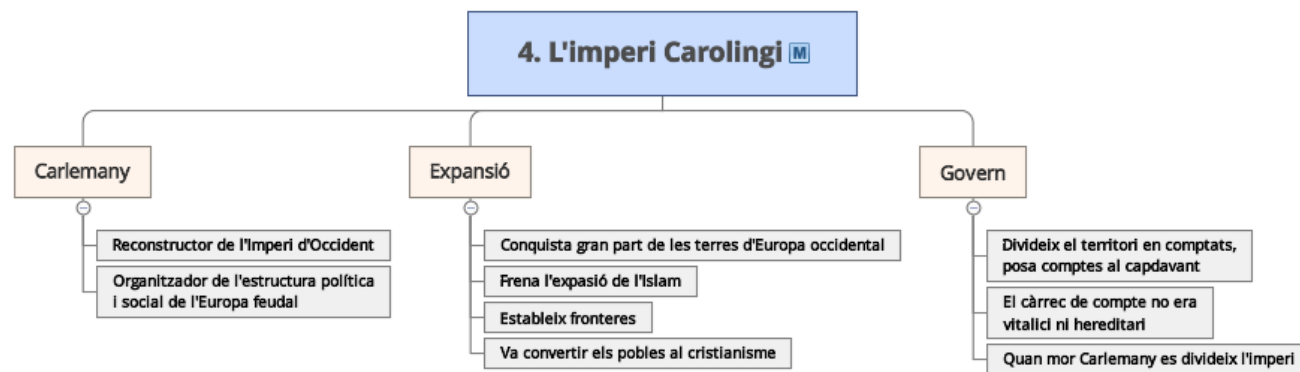 4. L'imperi Carolingi M
Carlemany
Reconstructor de l'Imperi d'Occident
Organitzador de l'estructura política
i social de l'Europa feudal
Expansió
Conquista gran part de les terres d'Europa occidental
Frena l'expasió de l'Islam
Estableix fronteres
Va convertir els pobles al cristianisme
Govern
Divideix el territori en comptats,
posa comptes al capdavant
El càrrec de compte no era
vitalici ni hereditari
Quan mor Carlemany es divideix l'imperi